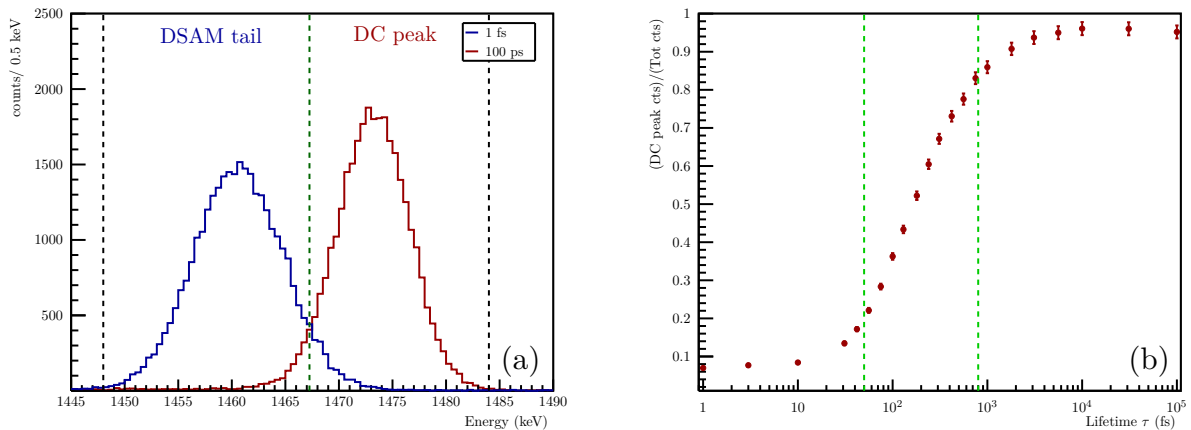 2500
2000
1500
1000
500
counts/ 0.5 keV
DSAM tail
DC peak
1 fs
100 ps
(a)
1445 1450 1455 1460 1465 1470 1475 1480 1485 1490
Energy (keV)
1
0.9
0.8
0.7
0.6
0.5
0.4
0.3
0.2
0.1
(DC peak cts)/(Tot cts)
(b)
1 10 10² 10³ 10⁴ 10⁵
Lifetime τ (fs)